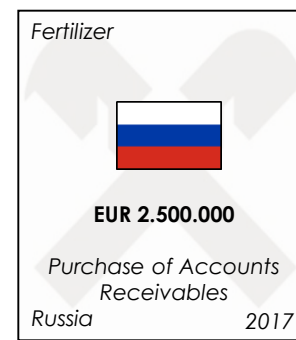 Fertilizer
EUR 2.500.000
Purchase of Accounts
Receivables
Russia 2017